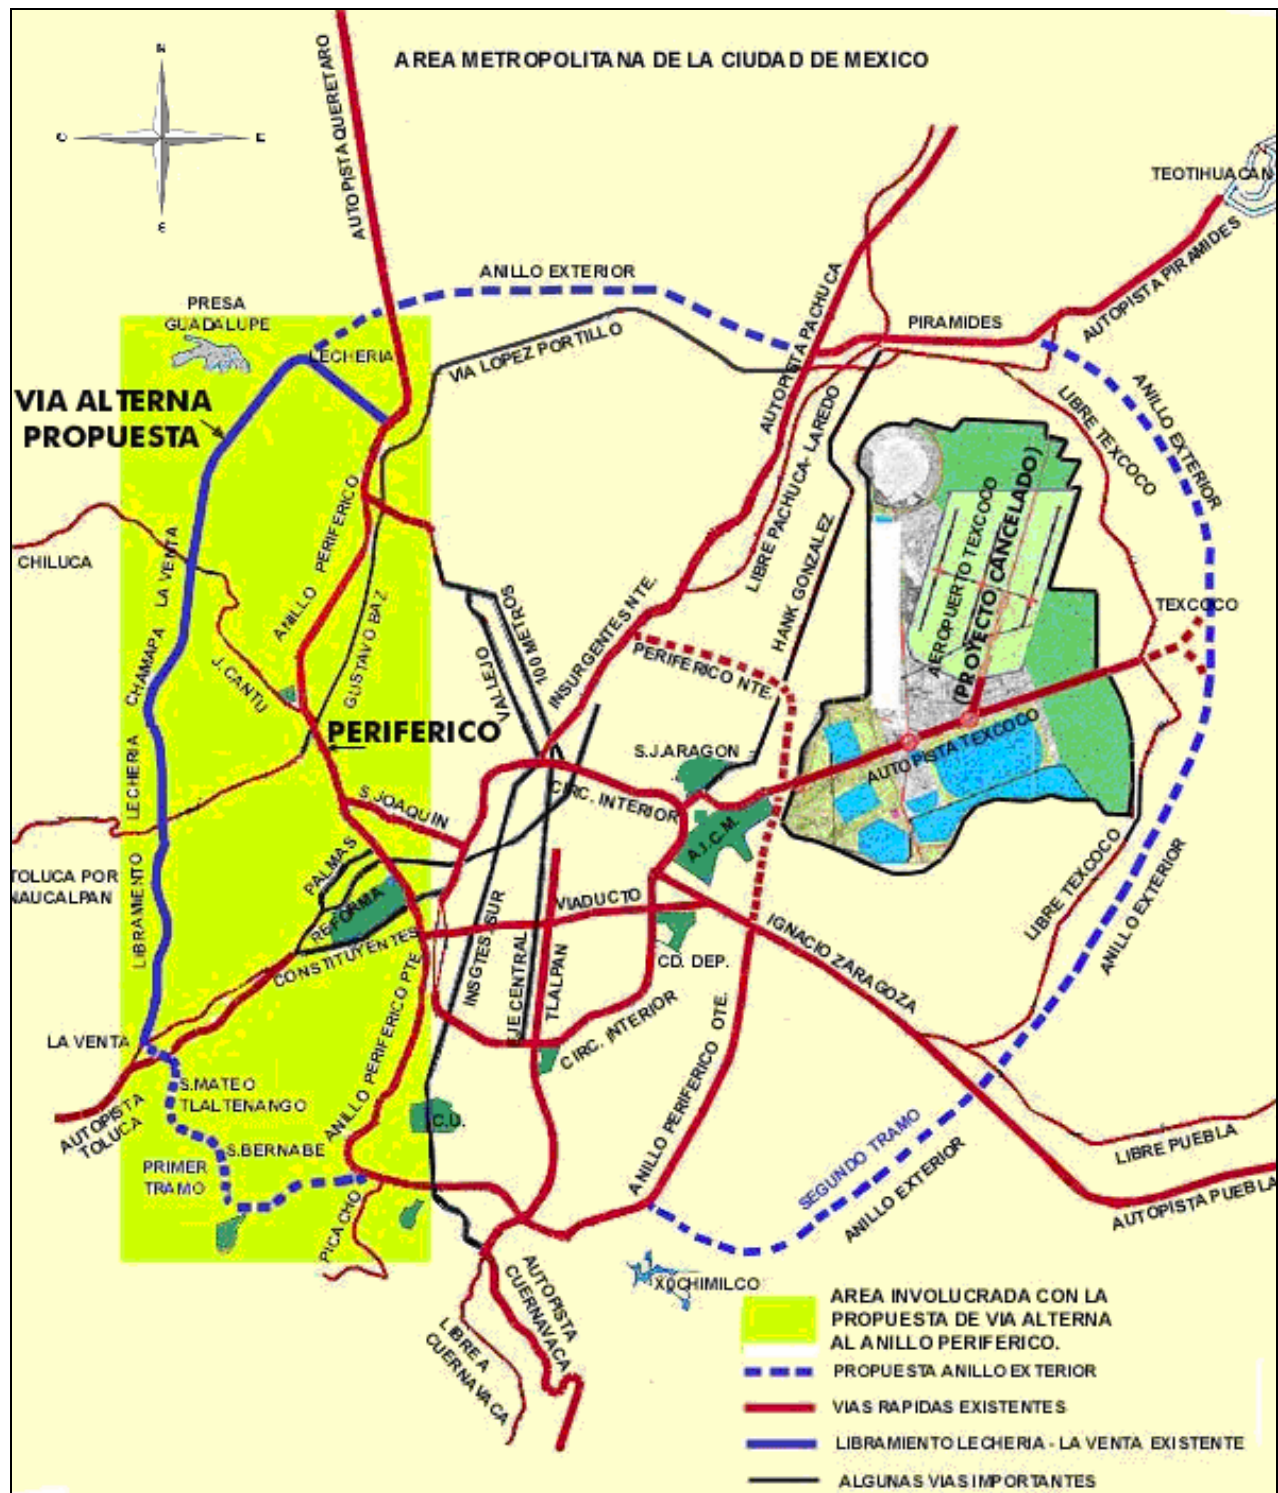 AREA METROPOLITANA DE LA CIUDAD DE MEXICO
N
O
E
S
AUTOPISTA QUERETARO
TEOTIHUACAN
ANILLO EXTERIOR
AUTOPISTA PACHUCA
AUTOPISTA PIRAMIDES
PRESA
GUADALUPE
PIRAMIDES
LECHERIA
VIA LOPEZ PORTILLO
VIA ALTERNA
PROPUESTA
LIBRE PACHUCA- LAREDO
LIBRE TEXCOCO
ANILLO EXTERIOR
ANILLO PERIFERICO
CHILUCA
HANK GONZALEZ
AEROPUERTO TEXCOCO
(PROYECTO CANCELADO)
TEXCOCO
INSURGENTES NTE.
PERIFERICO NTE.
100 METROS
VALLEJO
GUSTAVO BAZ
J. CANTU
LIBRAMIENTO LECHERIA CHAMAPA LA VENTA
PERIFERICO
S.J.ARAGON
AUTOPISTA TEXCOCO
CIRC. INTERIOR
S. JOAQUIN
A.I.C.M.
PALMAS
REFORMA
TOLUCA POR
NAUCALPAN
CONSTITUYENTES
VIADUCTO
INSGTES SUR
EJE CENTRAL
TLALPAN
CD. DEP.
IGNACIO ZARAGOZA
LIBRE TEXCOCO
ANILLO EXTERIOR
ANILLO PERIFERICO PTE.
CIRC. INTERIOR
ANILLO PERIFERICO OTE.
LA VENTA
AUTOPISTA
TOLUCA
S.MATEO
TLALTENANGO
S.BERNABE
PRIMER
TRAMO
C.U.
PICACHO
SEGUNDO TRAMO
ANILLO EXTERIOR
LIBRE PUEBLA
AUTOPISTA PUEBLA
XOCHIMILCO
AUTOPISTA
CUERNAVACA
LIBRE A
CUERNAVACA
AREA INVOLUCRADA CON LA
PROPUESTA DE VIA ALTERNA
AL ANILLO PERIFERICO.
PROPUESTA ANILLO EXTERIOR
VIAS RAPIDAS EXISTENTES
LIBRAMIENTO LECHERIA - LA VENTA EXISTENTE
ALGUNAS VIAS IMPORTANTES